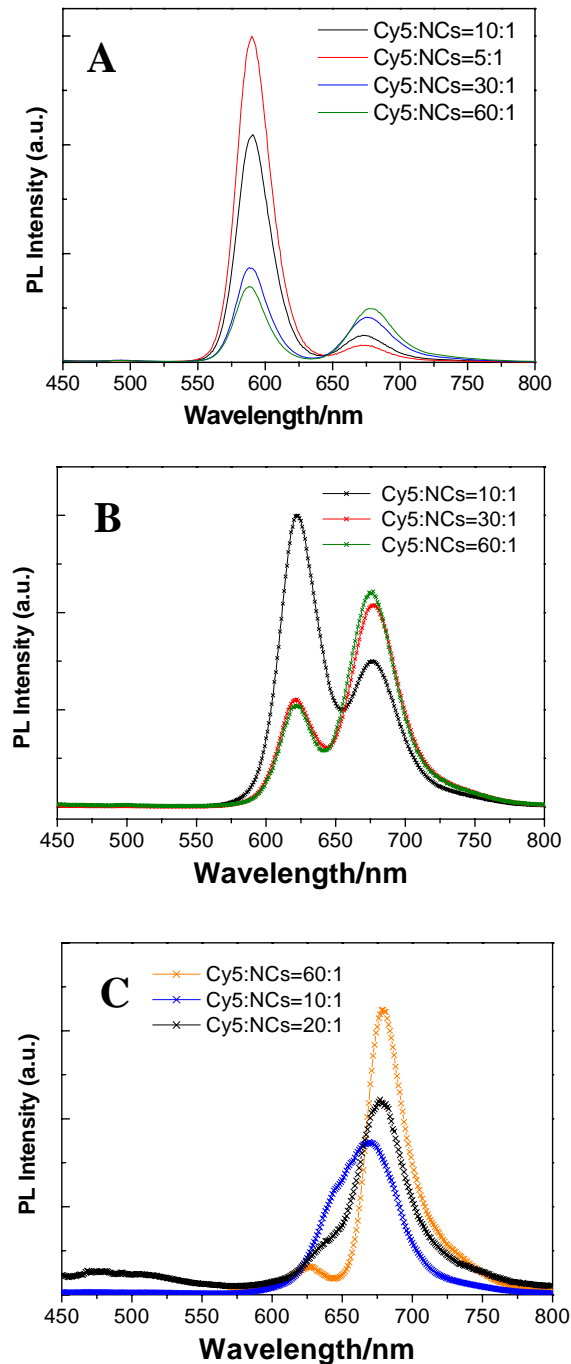 A
Cy5:NCs=10:1
Cy5:NCs=5:1
Cy5:NCs=30:1
Cy5:NCs=60:1
PL Intensity (a.u.)
450 500 550 600 650 700 750 800
Wavelength/nm
B
Cy5:NCs=10:1
Cy5:NCs=30:1
Cy5:NCs=60:1
PL Intensity (a.u.)
450 500 550 600 650 700 750 800
Wavelength/nm
C
Cy5:NCs=60:1
Cy5:NCs=10:1
Cy5:NCs=20:1
PL Intensity (a.u.)
450 500 550 600 650 700 750 800
Wavelength/nm